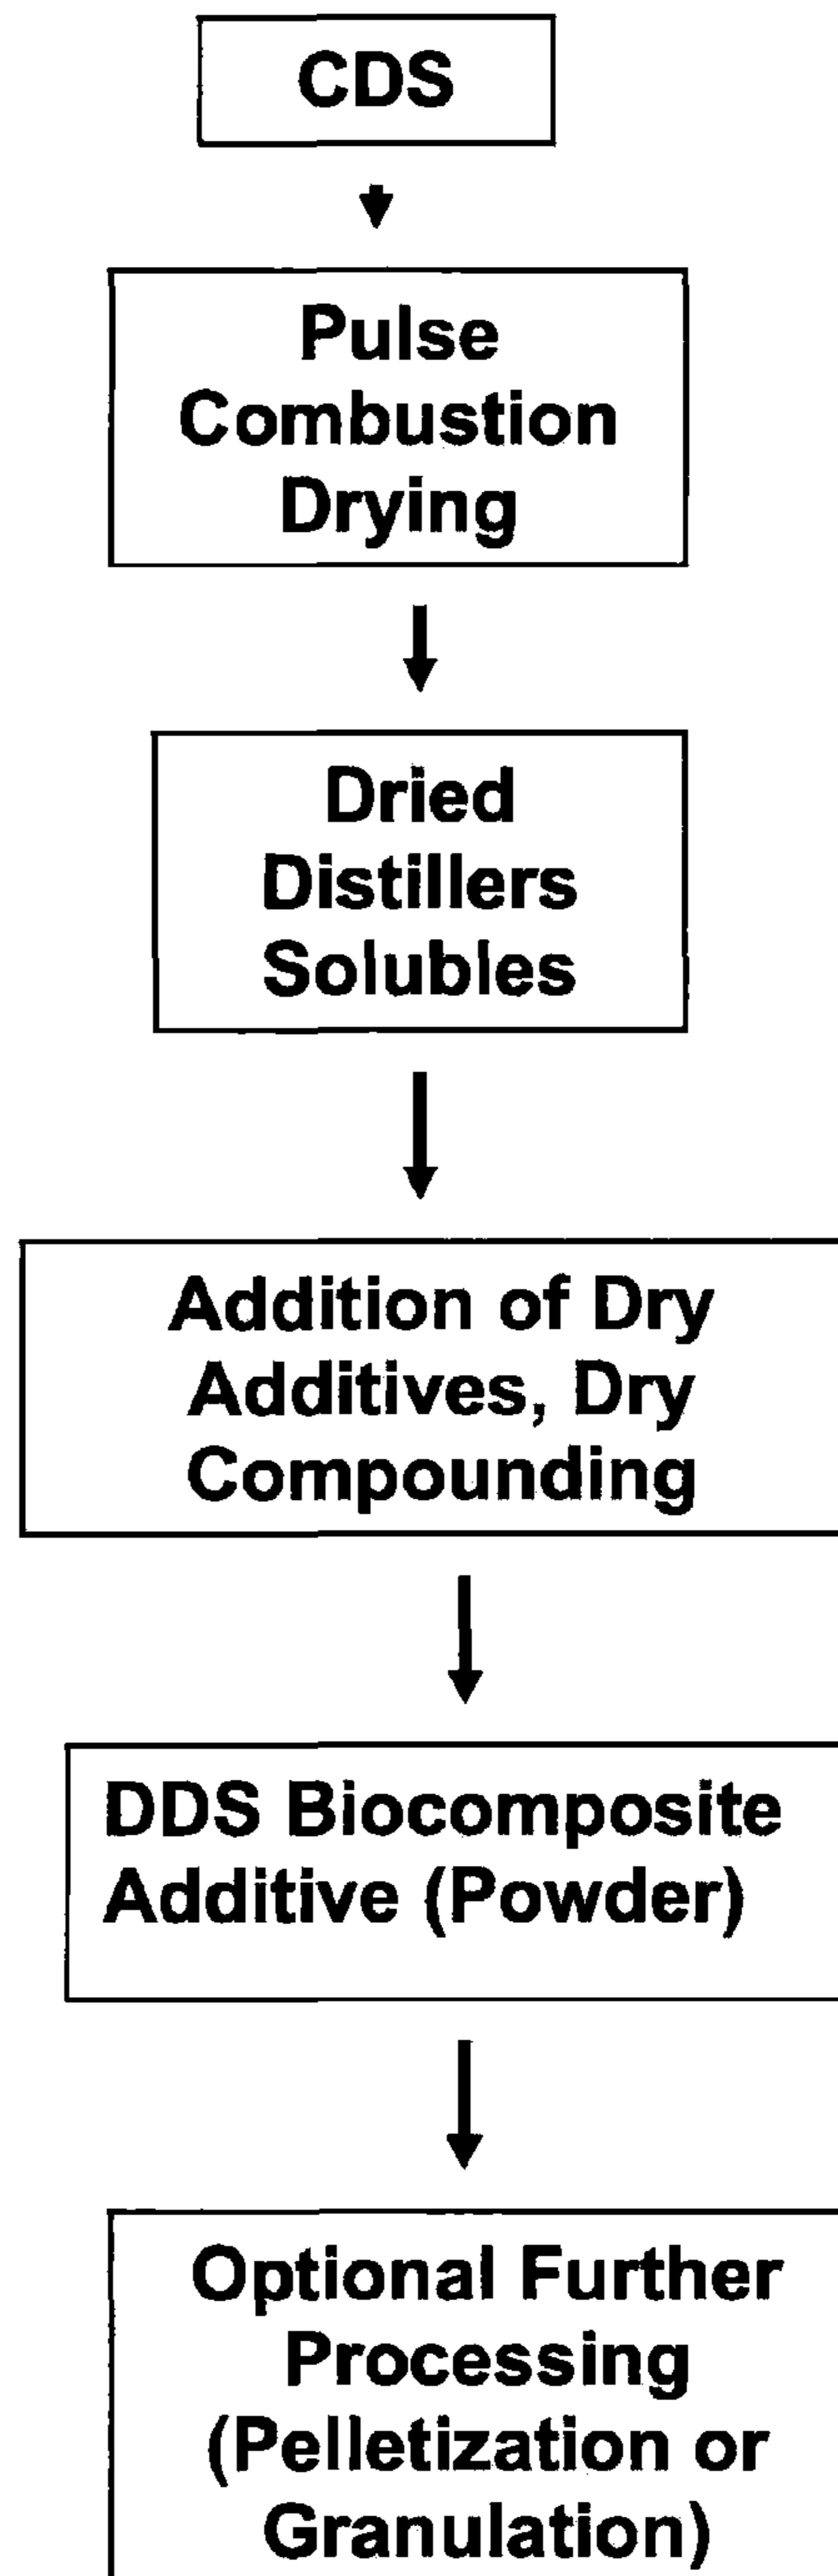 CDS
Pulse
Combustion
Drying
Dried
Distillers
Solubles
Addition of Dry
Additives, Dry
Compounding
DDS Biocomposite
Additive (Powder)
Optional Further
Processing
(Pelletization or
Granulation)